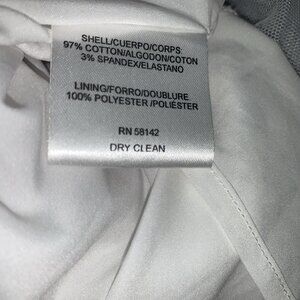 SHELL/CUERPO/CORPS:
97% COTTON/ALGODON/COTON
3% SPANDEX/ELASTANO
LINING/FORRO/DOUBLURE
100% POLYESTER/POLIÉSTER
RN 58142
DRY CLEAN